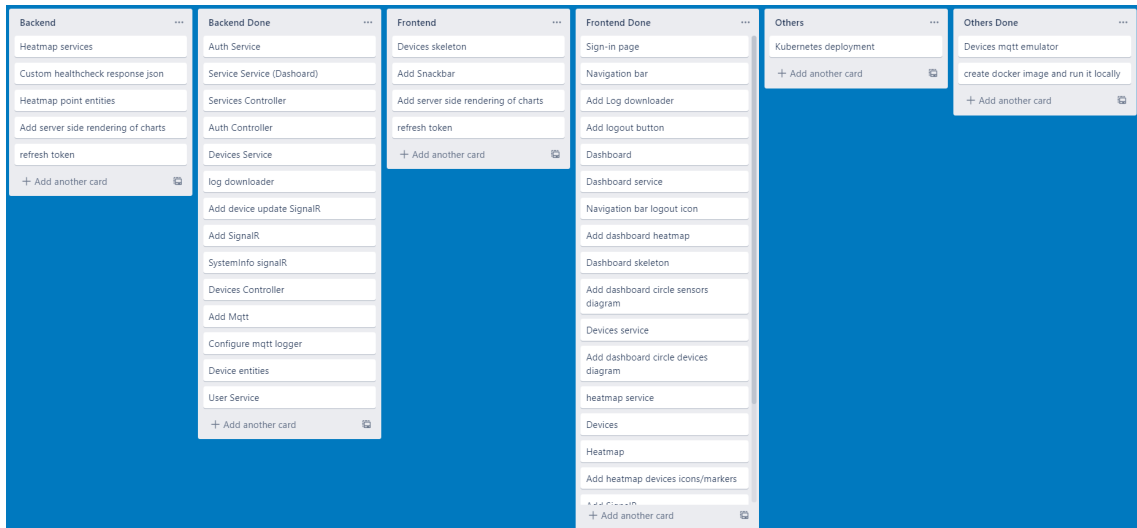 Backend
Heatmap services
Custom healthcheck response json
Heatmap point entities
Add server side rendering of charts
refresh token
+ Add another card
Backend Done
Auth Service
Service Service (Dashoard)
Services Controller
Auth Controller
Devices Service
log downloader
Add device update SignalR
Add SignalR
SystemInfo signalR
Devices Controller
Add Mqtt
Configure mqtt logger
Device entities
User Service
+ Add another card
Frontend
Devices skeleton
Add Snackbar
Add server side rendering of charts
refresh token
+ Add another card
Frontend Done
Sign-in page
Navigation bar
Add Log downloader
Add logout button
Dashboard
Dashboard service
Navigation bar logout icon
Add dashboard heatmap
Dashboard skeleton
Add dashboard circle sensors
diagram
Devices service
Add dashboard circle devices
diagram
heatmap service
Devices
Heatmap
Add heatmap devices icons/markers
Add SignalR
+ Add another card
Others
Kubernetes deployment
+ Add another card
Others Done
Devices mqtt emulator
create docker image and run it locally
+ Add another card